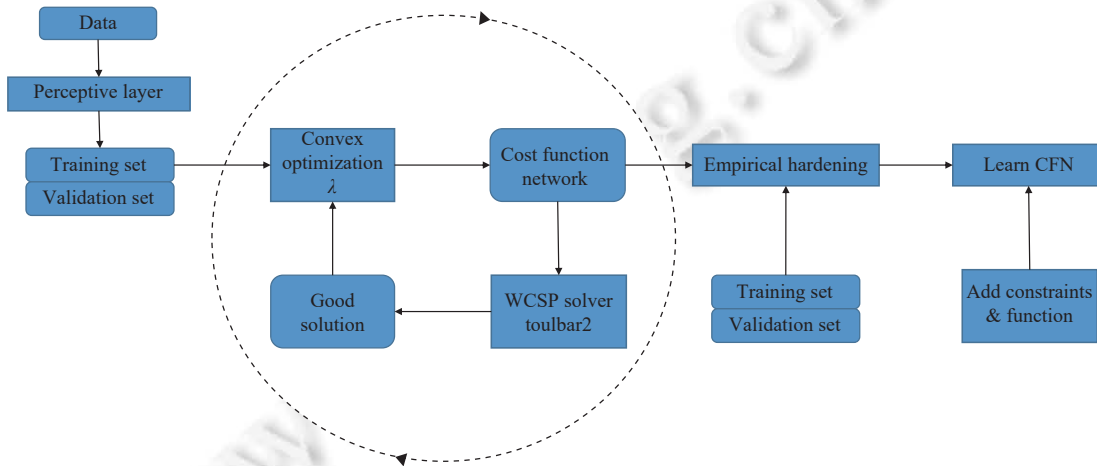 Data
Perceptive layer
Training set
Validation set
Convex
optimization
λ
Cost function
network
Good
solution
WCSP solver
toulbar2
Empirical hardening
Training set
Validation set
Learn CFN
Add constraints
& function